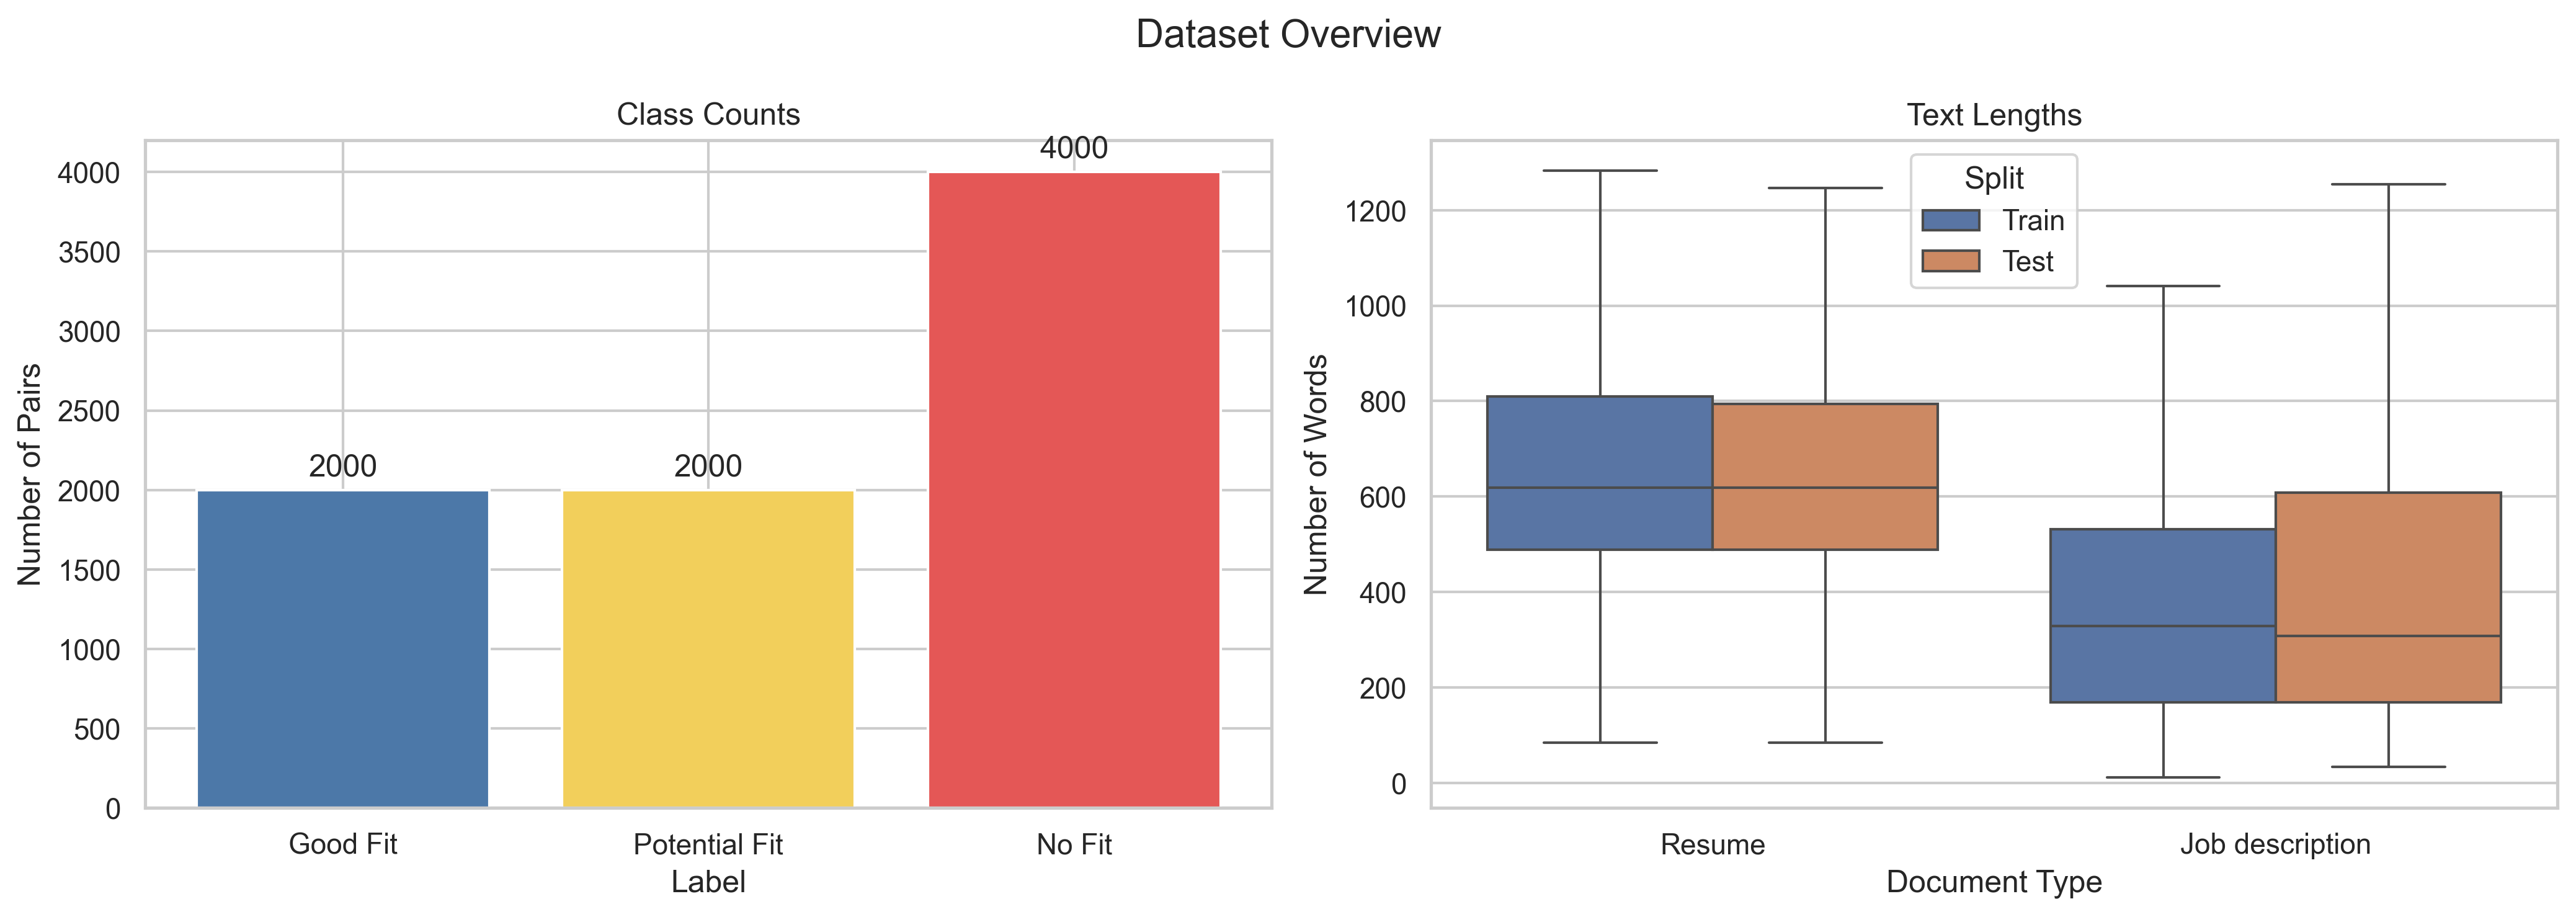 Dataset Overview
Class Counts
4000
2000
2000
4000
3500
3000
2500
2000
1500
1000
500
0
Number of Pairs
Good Fit
Potential Fit
No Fit
Label
Text Lengths
Split
Train
Test
1200
1000
800
600
400
200
0
Number of Words
Resume
Job description
Document Type